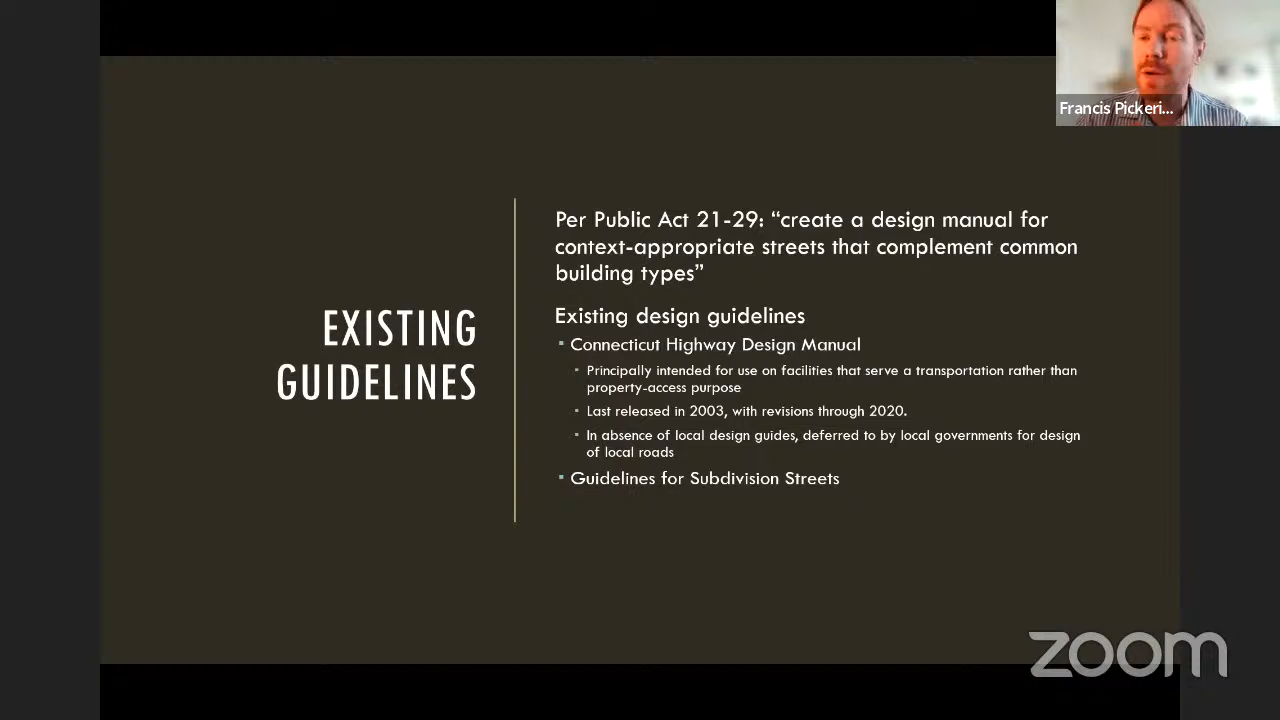 Francis Pickeri...
EXISTING
GUIDELINES
Per Public Act 21-29: “create a design manual for
context-appropriate streets that complement common
building types”
Existing design guidelines
▪ Connecticut Highway Design Manual
▪ Principally intended for use on facilities that serve a transportation rather than
property-access purpose
▪ Last released in 2003, with revisions through 2020.
▪ In absence of local design guides, deferred to by local governments for design
of local roads
▪ Guidelines for Subdivision Streets
zoom